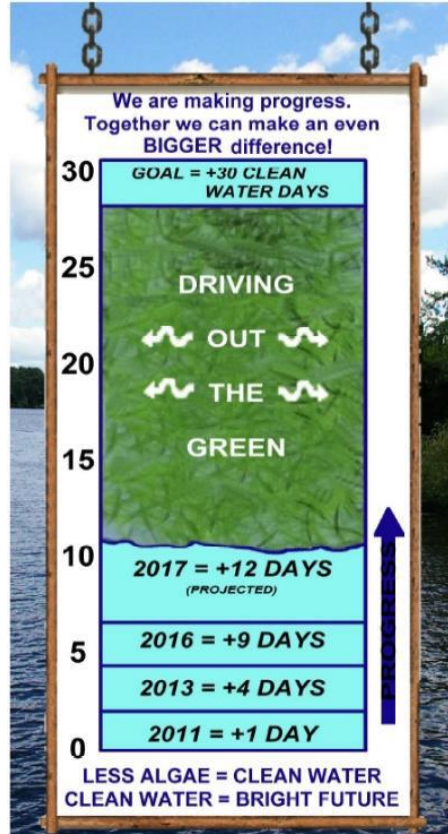 We are making progress.
Together we can make an even
BIGGER difference!
30
GOAL = +30 CLEAN
WATER DAYS
25
DRIVING
20
OUT
THE
15
GREEN
10
2017 = +12 DAYS
(PROJECTED)
PROGRESS
5
2016 = +9 DAYS
2013 = +4 DAYS
2011 = +1 DAY
0
LESS ALGAE = CLEAN WATER
CLEAN WATER = BRIGHT FUTURE